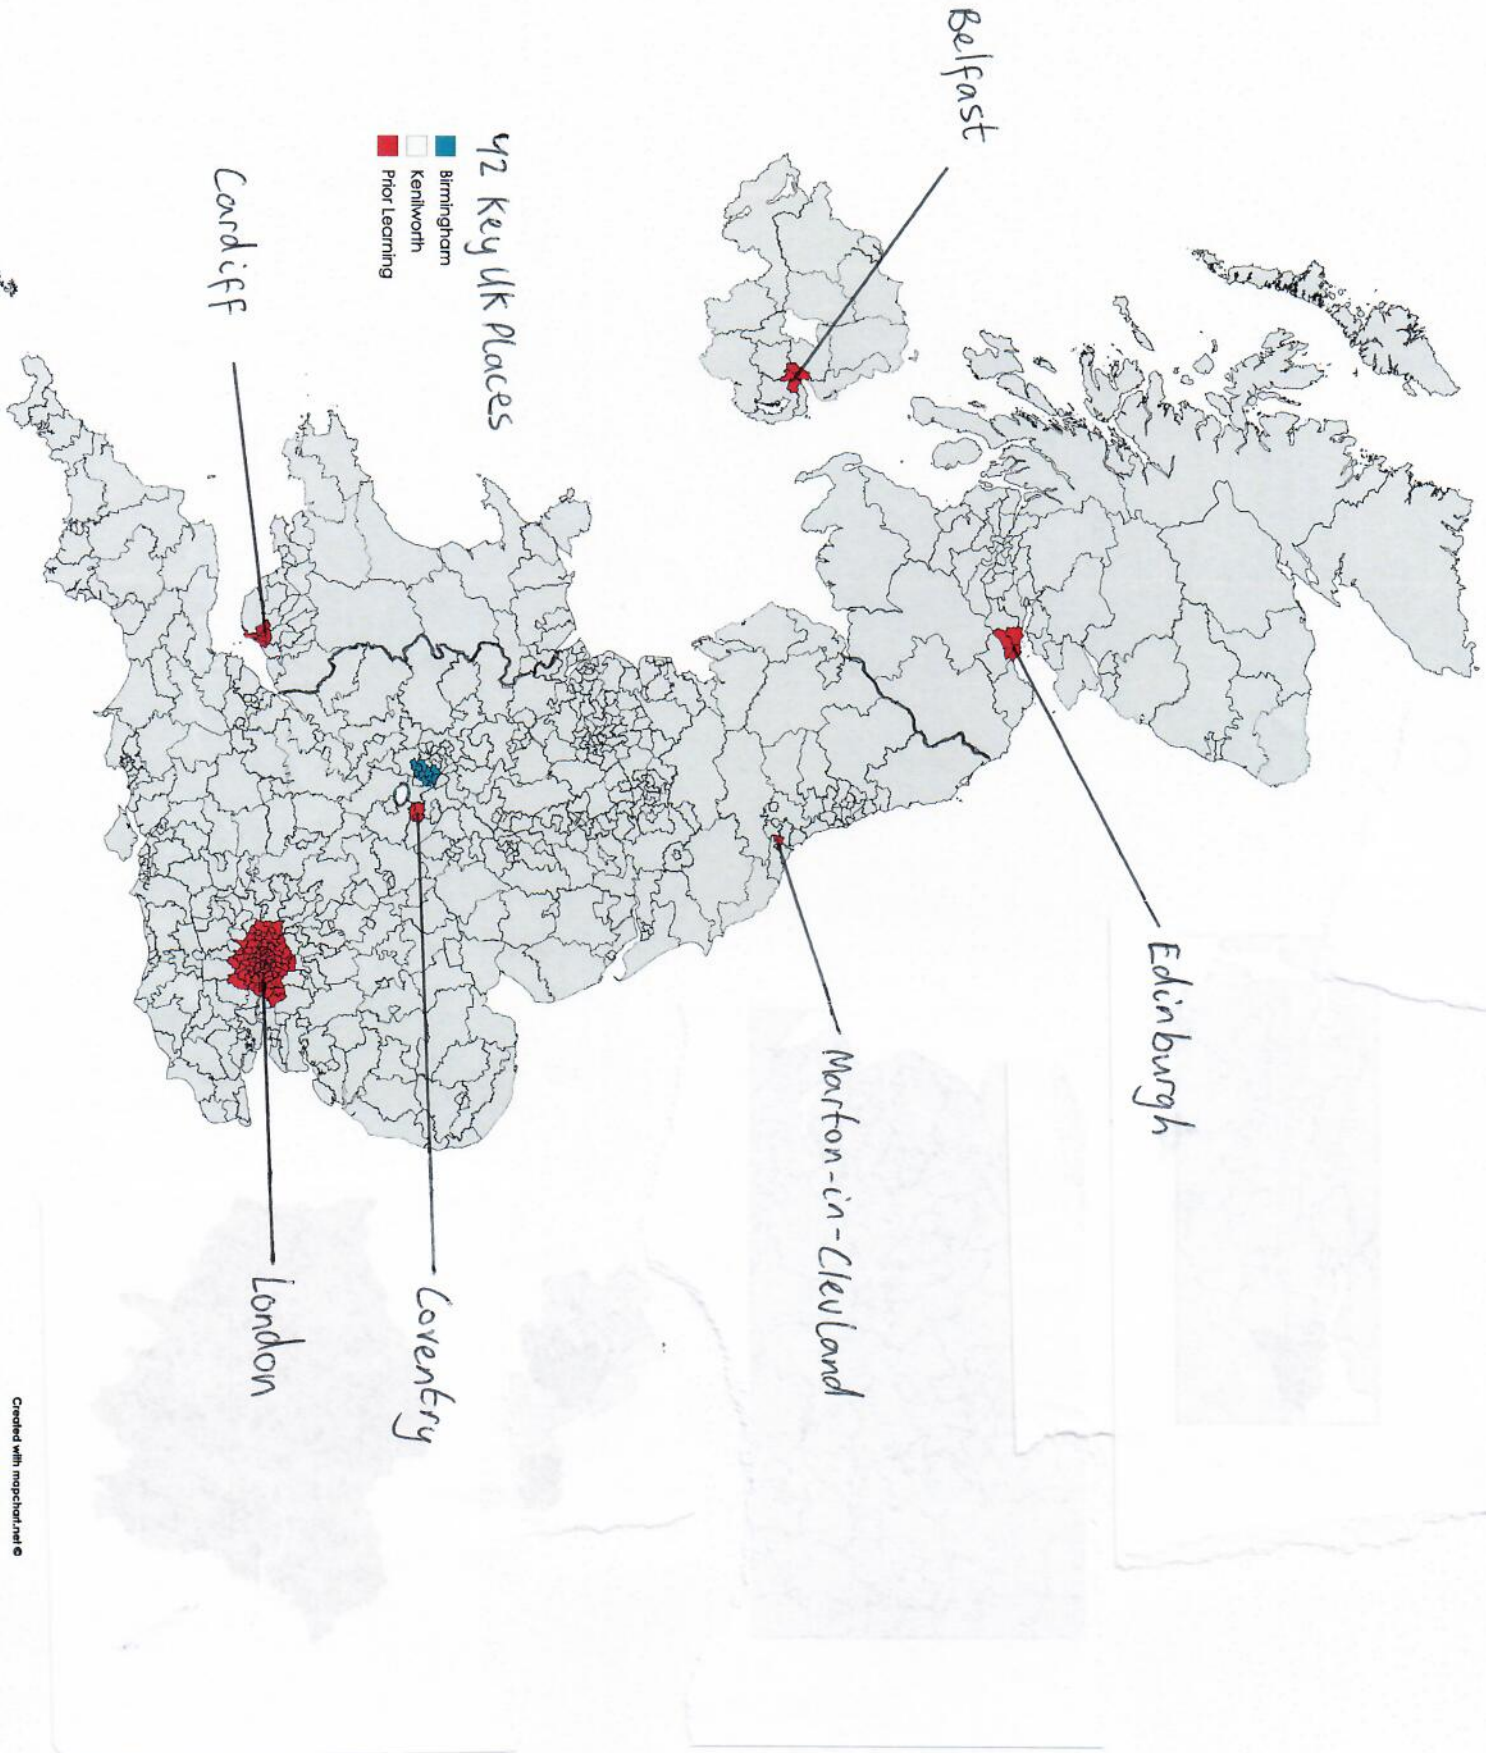 Edinburgh
Belfast
Marton-in-Clevland
Y2 Key UK Places
Birmingham
Kenilworth
Prior Learning
Coventry
London
Cardiff
Created with mapchart.net ©